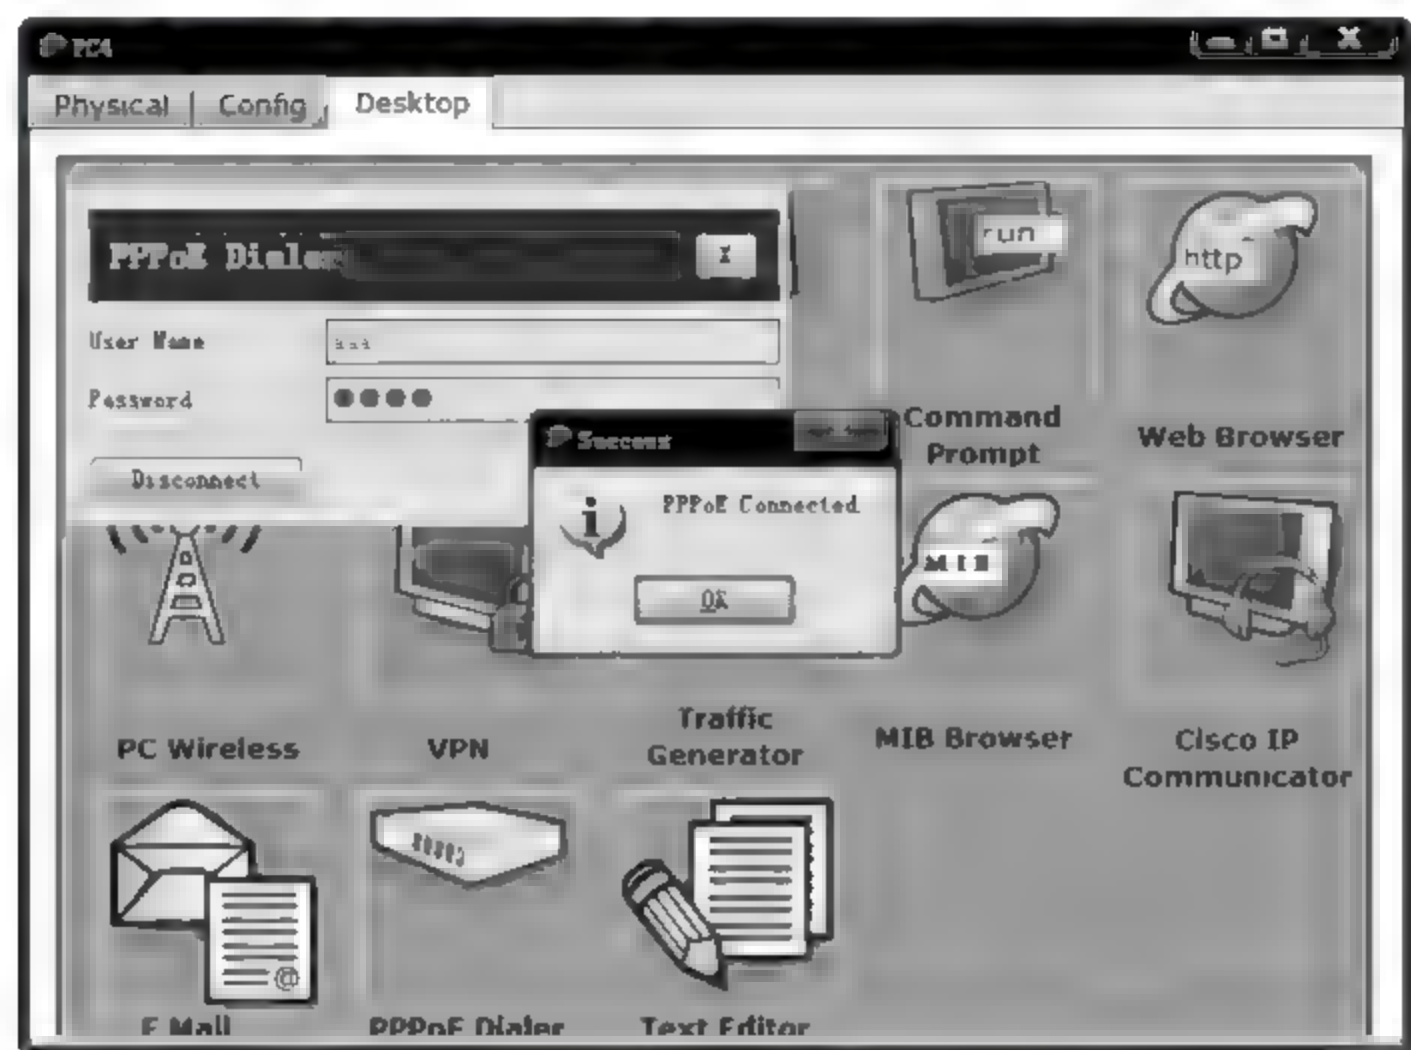 PC4
Physical Config Desktop
PPPoE Dialer
X
User Name
Password ●●●●
Disconnect
Success
PPPoE Connected
OK
run
http
Command
Prompt
Web Browser
MIB
PC Wireless
VPN
Traffic
Generator
MIB Browser
Cisco IP
Communicator
@
E Mail
PPPoE Dialer
Text Editor